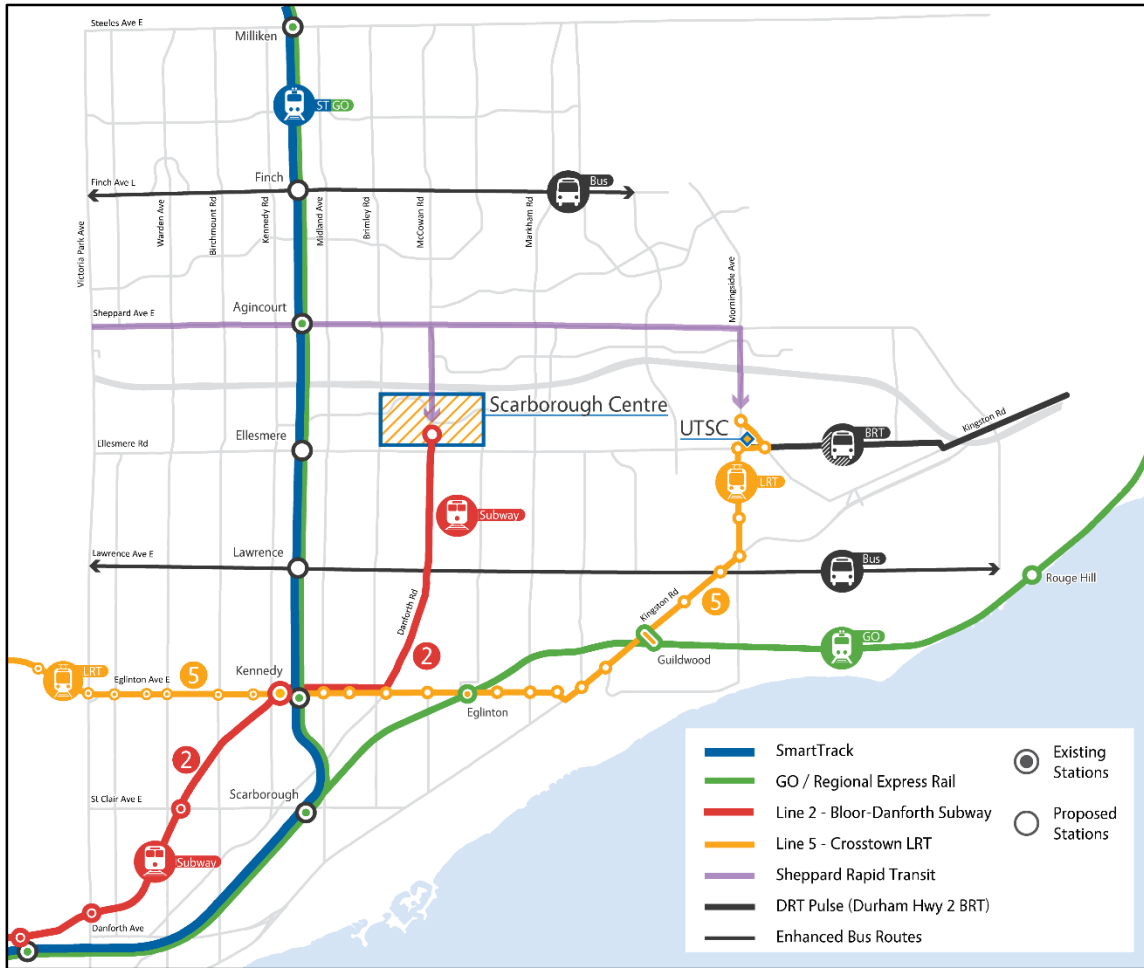 Steeles Ave E
Milliken
ST GO
Finch
Finch Ave L
Bus
Victoria Park Ave
Warden Ave
Birchmount Rd
Kennedy Rd
Midland Ave
Brimley Rd
McCowan Rd
Markham Rd
Morningside Ave
Agincourt
Sheppard Ave E
Scarborough Centre
UTSC
Ellesmere
Ellesmere Rd
BRT
Kingston Rd
LRT
Subway
Lawrence
Lawrence Ave E
Bus
Danforth Rd
Kingston Rd
5
Rouge Hill
2
GO
Guildwood
Kennedy
LRT
Eglinton Ave E
5
Eglinton
2
St Clair Ave E
Scarborough
Subway
Danforth Ave
SmartTrack
GO / Regional Express Rail
Line 2 - Bloor-Danforth Subway
Line 5 - Crosstown LRT
Sheppard Rapid Transit
DRT Pulse (Durham Hwy 2 BRT)
Enhanced Bus Routes
Existing
Stations
Proposed
Stations